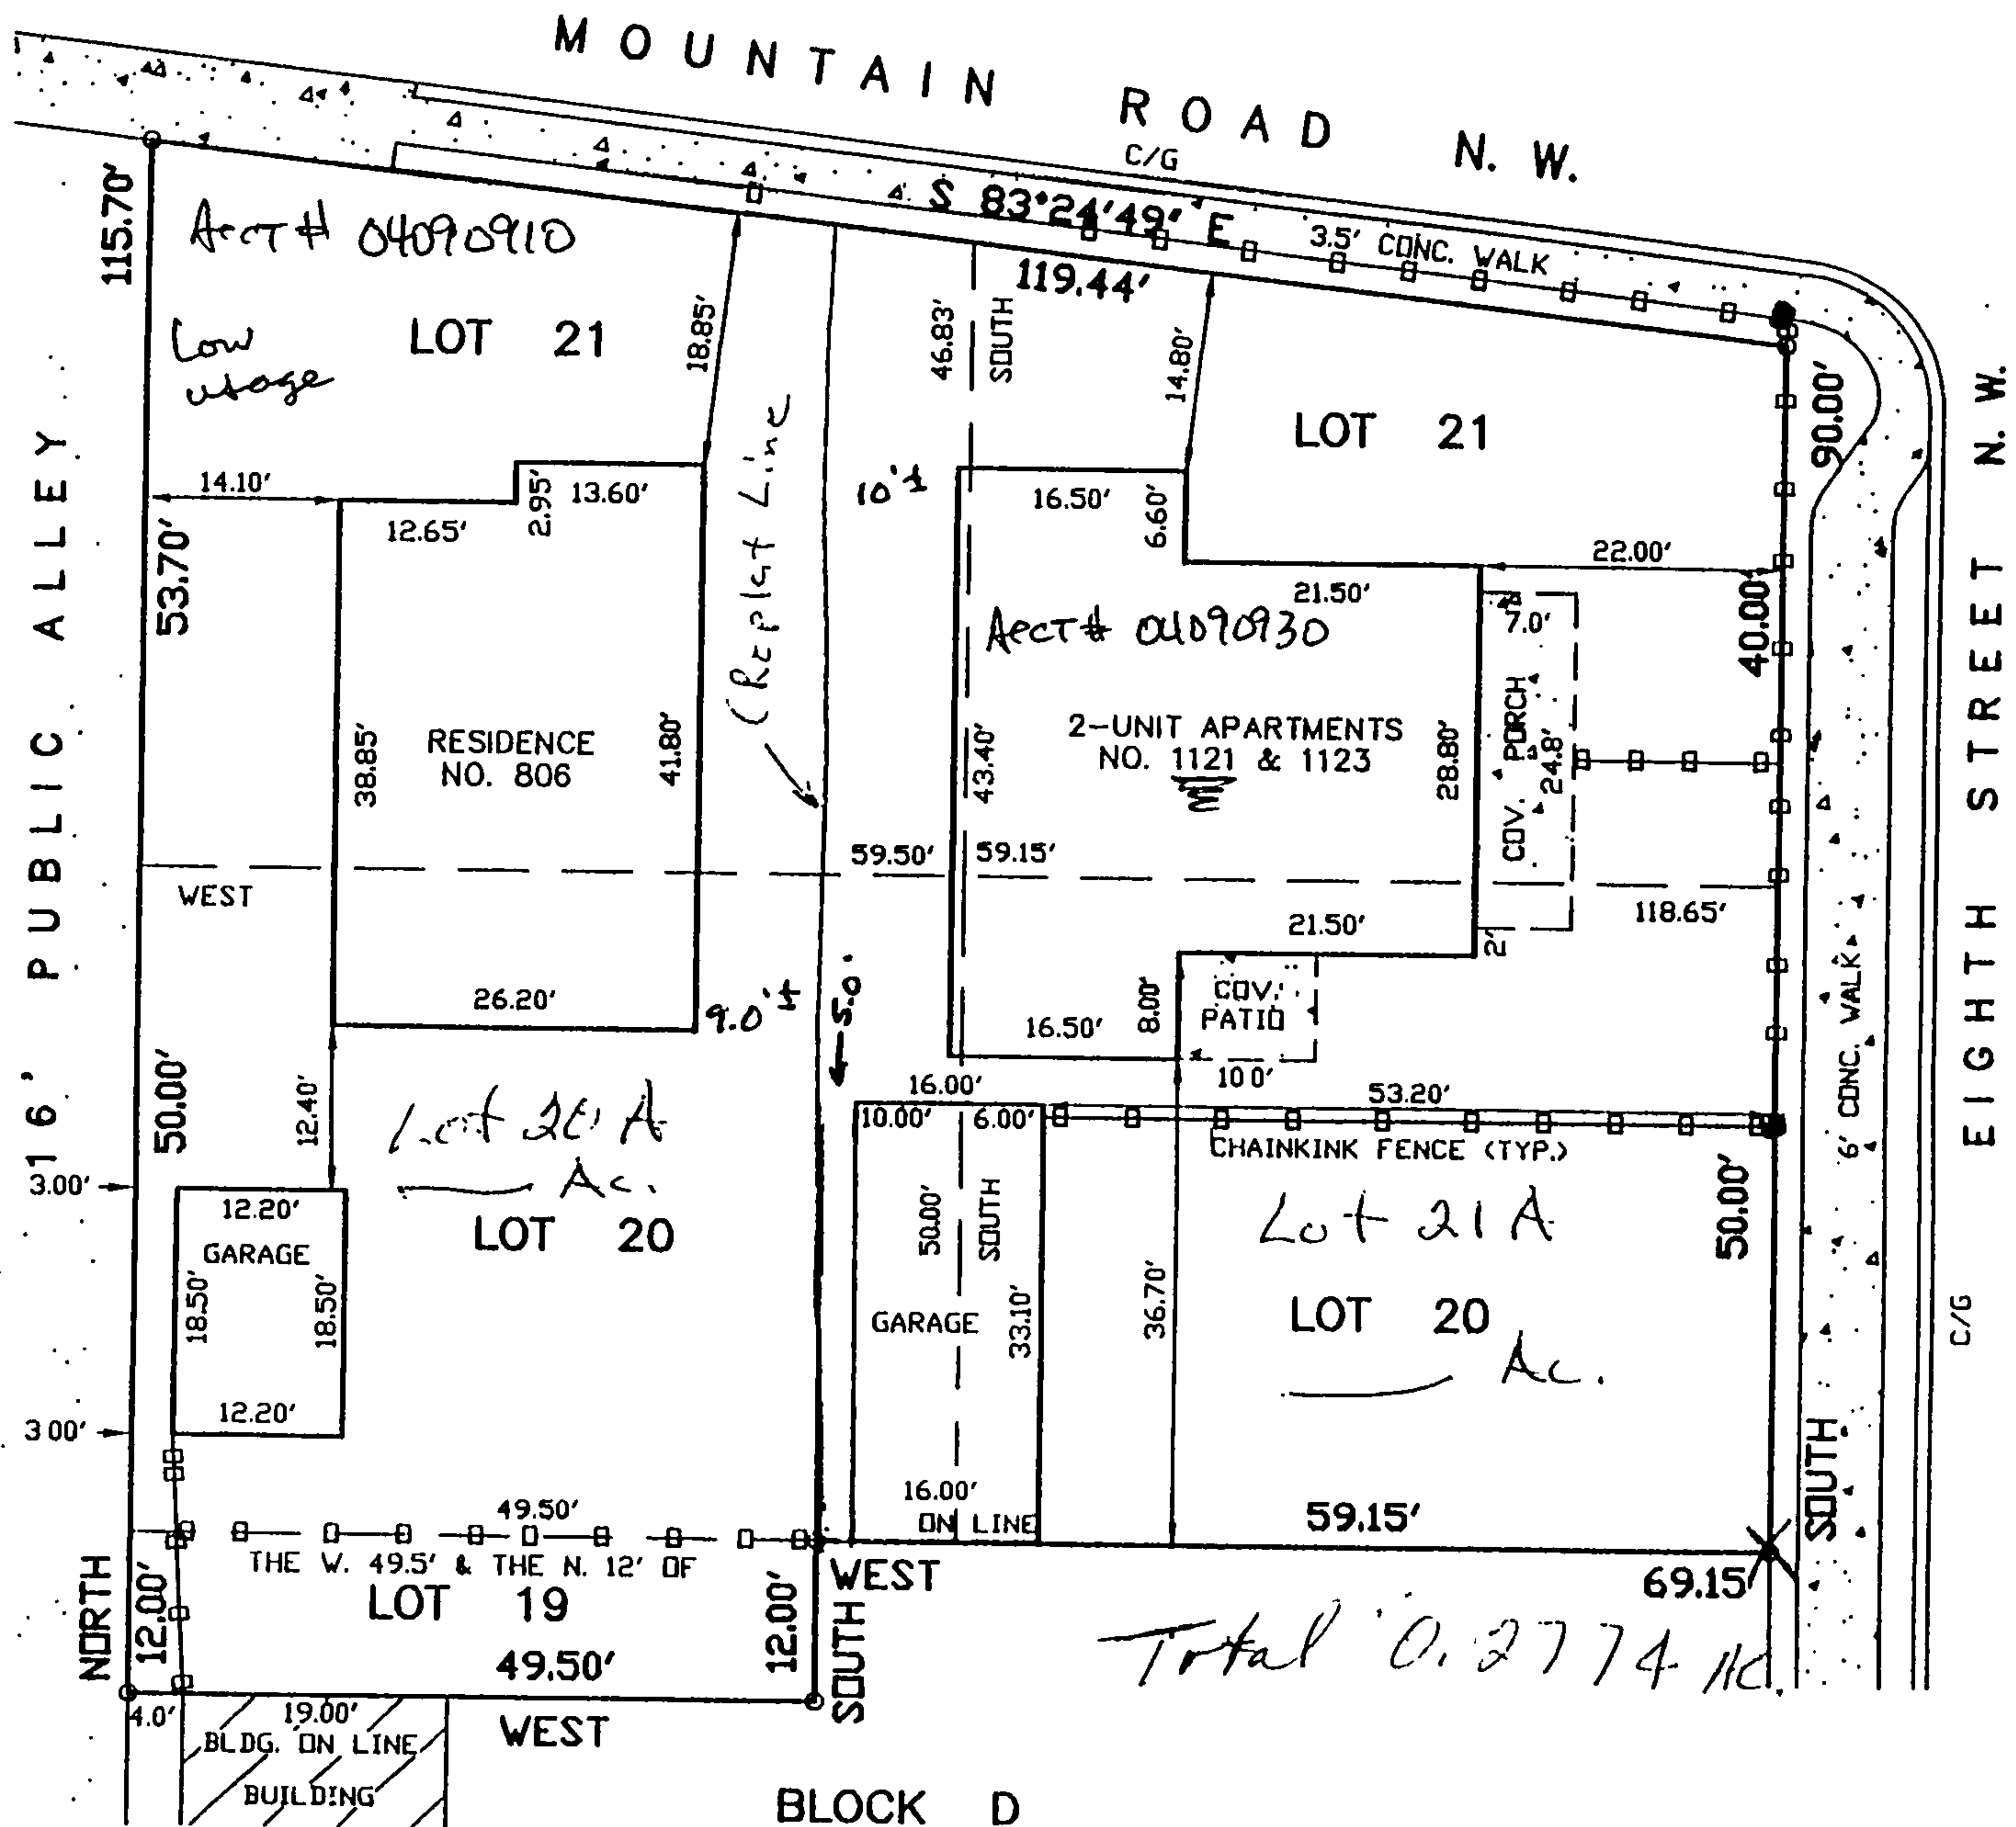 MOUNTAIN ROAD N. W.
C/G
S 83°24'49" E
3.5' CONC. WALK
119.44'
115.70'
Acct # 04090910
Low
usage
LOT 21
18.85'
46.83'
SOUTH
14.80'
LOT 21
90.00'
EIGHTH STREET N. W.
16' PUBLIC ALLEY
14.10'
12.65'
2.95'
13.60'
53.70'
(Replat Line
10'±
16.50'
6.60'
22.00'
21.50'
40.00'
7.0'
Acct # 04090930
RESIDENCE
NO. 806
38.85'
41.80'
43.40'
2-UNIT APARTMENTS
NO. 1121 & 1123
28.80'
COV. PORCH
24.8'
59.50'
59.15'
WEST
118.65'
21.50'
2'
26.20'
9.0'±
5.0'
16.50'
8.00'
COV.
PATIO
10 0'
6' CONC. WALK
50.00'
12.40'
Lot 20 A
Ac.
LOT 20
16.00'
10.00'
6.00'
53.20'
CHAINKINK FENCE (TYP.)
3.00'
12.20'
GARAGE
18.50'
18.50'
12.20'
3 00'
50.00'
SOUTH
GARAGE
33.10'
36.70'
Lot 21 A
LOT 20
Ac.
50.00'
C/G
16.00'
ON LINE
59.15'
SOUTH
49.50'
THE W. 49.5' & THE N. 12' OF
LOT 19
NORTH
12.00'
12.00'
WEST
SOUTH
69.15'
49.50'
Total 0.2774 Ac.
4.0'
19.00'
BLDG. ON LINE
BUILDING
WEST
BLOCK D